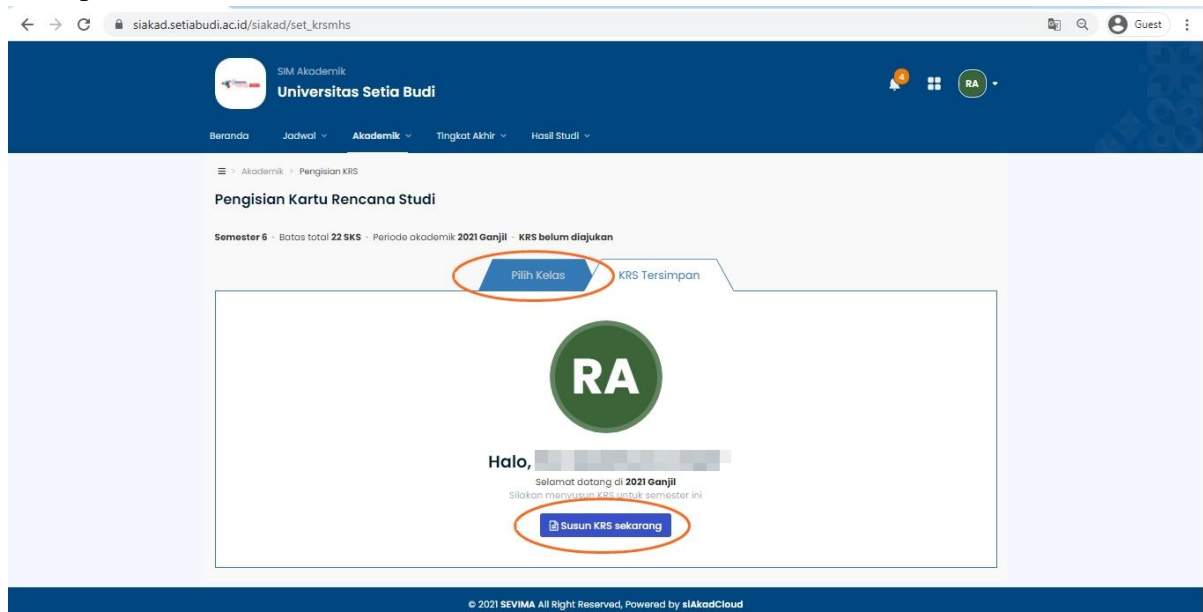 siakad.setiabudi.ac.id/siakad/set_krsmhs
Guest
SIM Akademik
Universitas Setia Budi
4
RA
Beranda Jadwal Akademik Tingkat Akhir Hasil Studi
Akademik > Pengisian KRS
Pengisian Kartu Rencana Studi
Semester 6 · Batas total 22 SKS · Periode akademik 2021 Ganjil · KRS belum diajukan
Pilih Kelas KRS Tersimpan
RA
Halo,
Selamat datang di 2021 Ganjil
Silakan menyusun KRS untuk semester ini
Susun KRS sekarang
© 2021 SEVIMA All Right Reserved, Powered by siAkadCloud